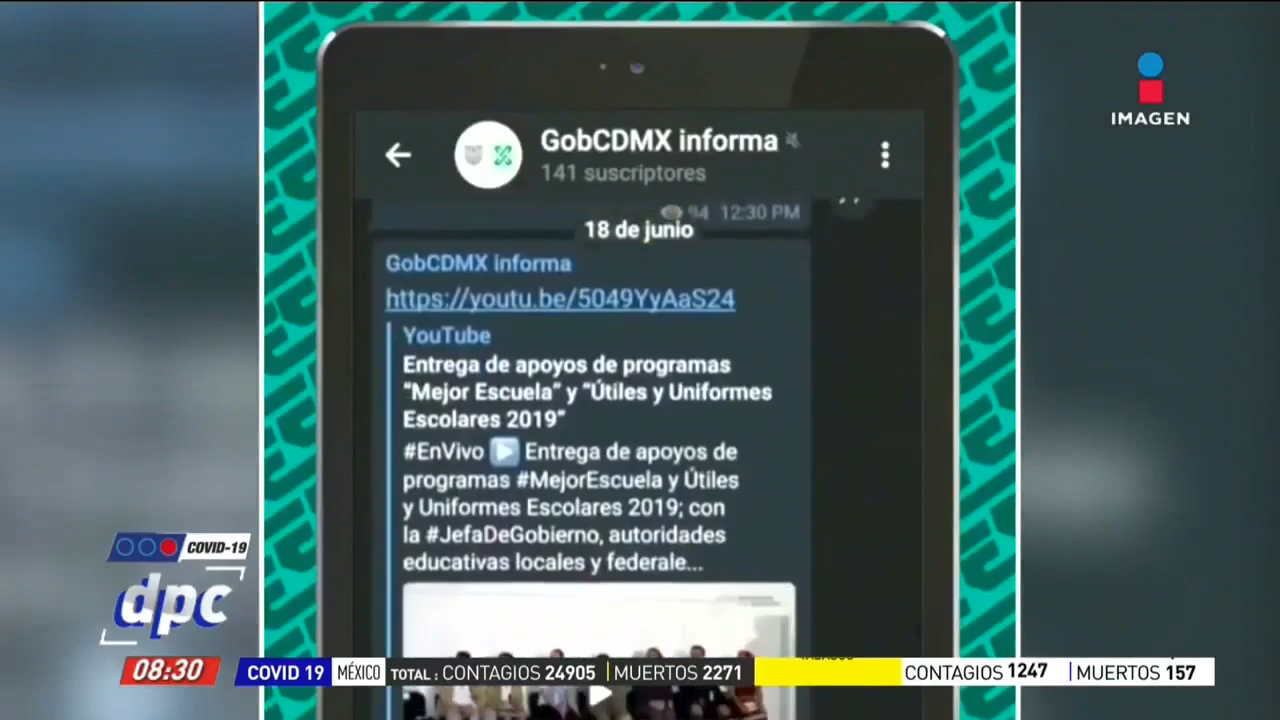 IMAGEN
GobCDMX informa
141 suscriptores
94 12:30 PM
18 de junio
GobCDMX informa
https://youtu.be/5049YyAaS24
YouTube
Entrega de apoyos de programas
“Mejor Escuela” y “Útiles y Uniformes
Escolares 2019”
#EnVivo ▶️ Entrega de apoyos de
programas #MejorEscuela y Útiles
y Uniformes Escolares 2019; con
la #JefaDeGobierno, autoridades
educativas locales y federale...
COVID-19
dpc
08:30 COVID 19 MÉXICO TOTAL: CONTAGIOS 24905 | MUERTOS 2271 CONTAGIOS 1247 | MUERTOS 157